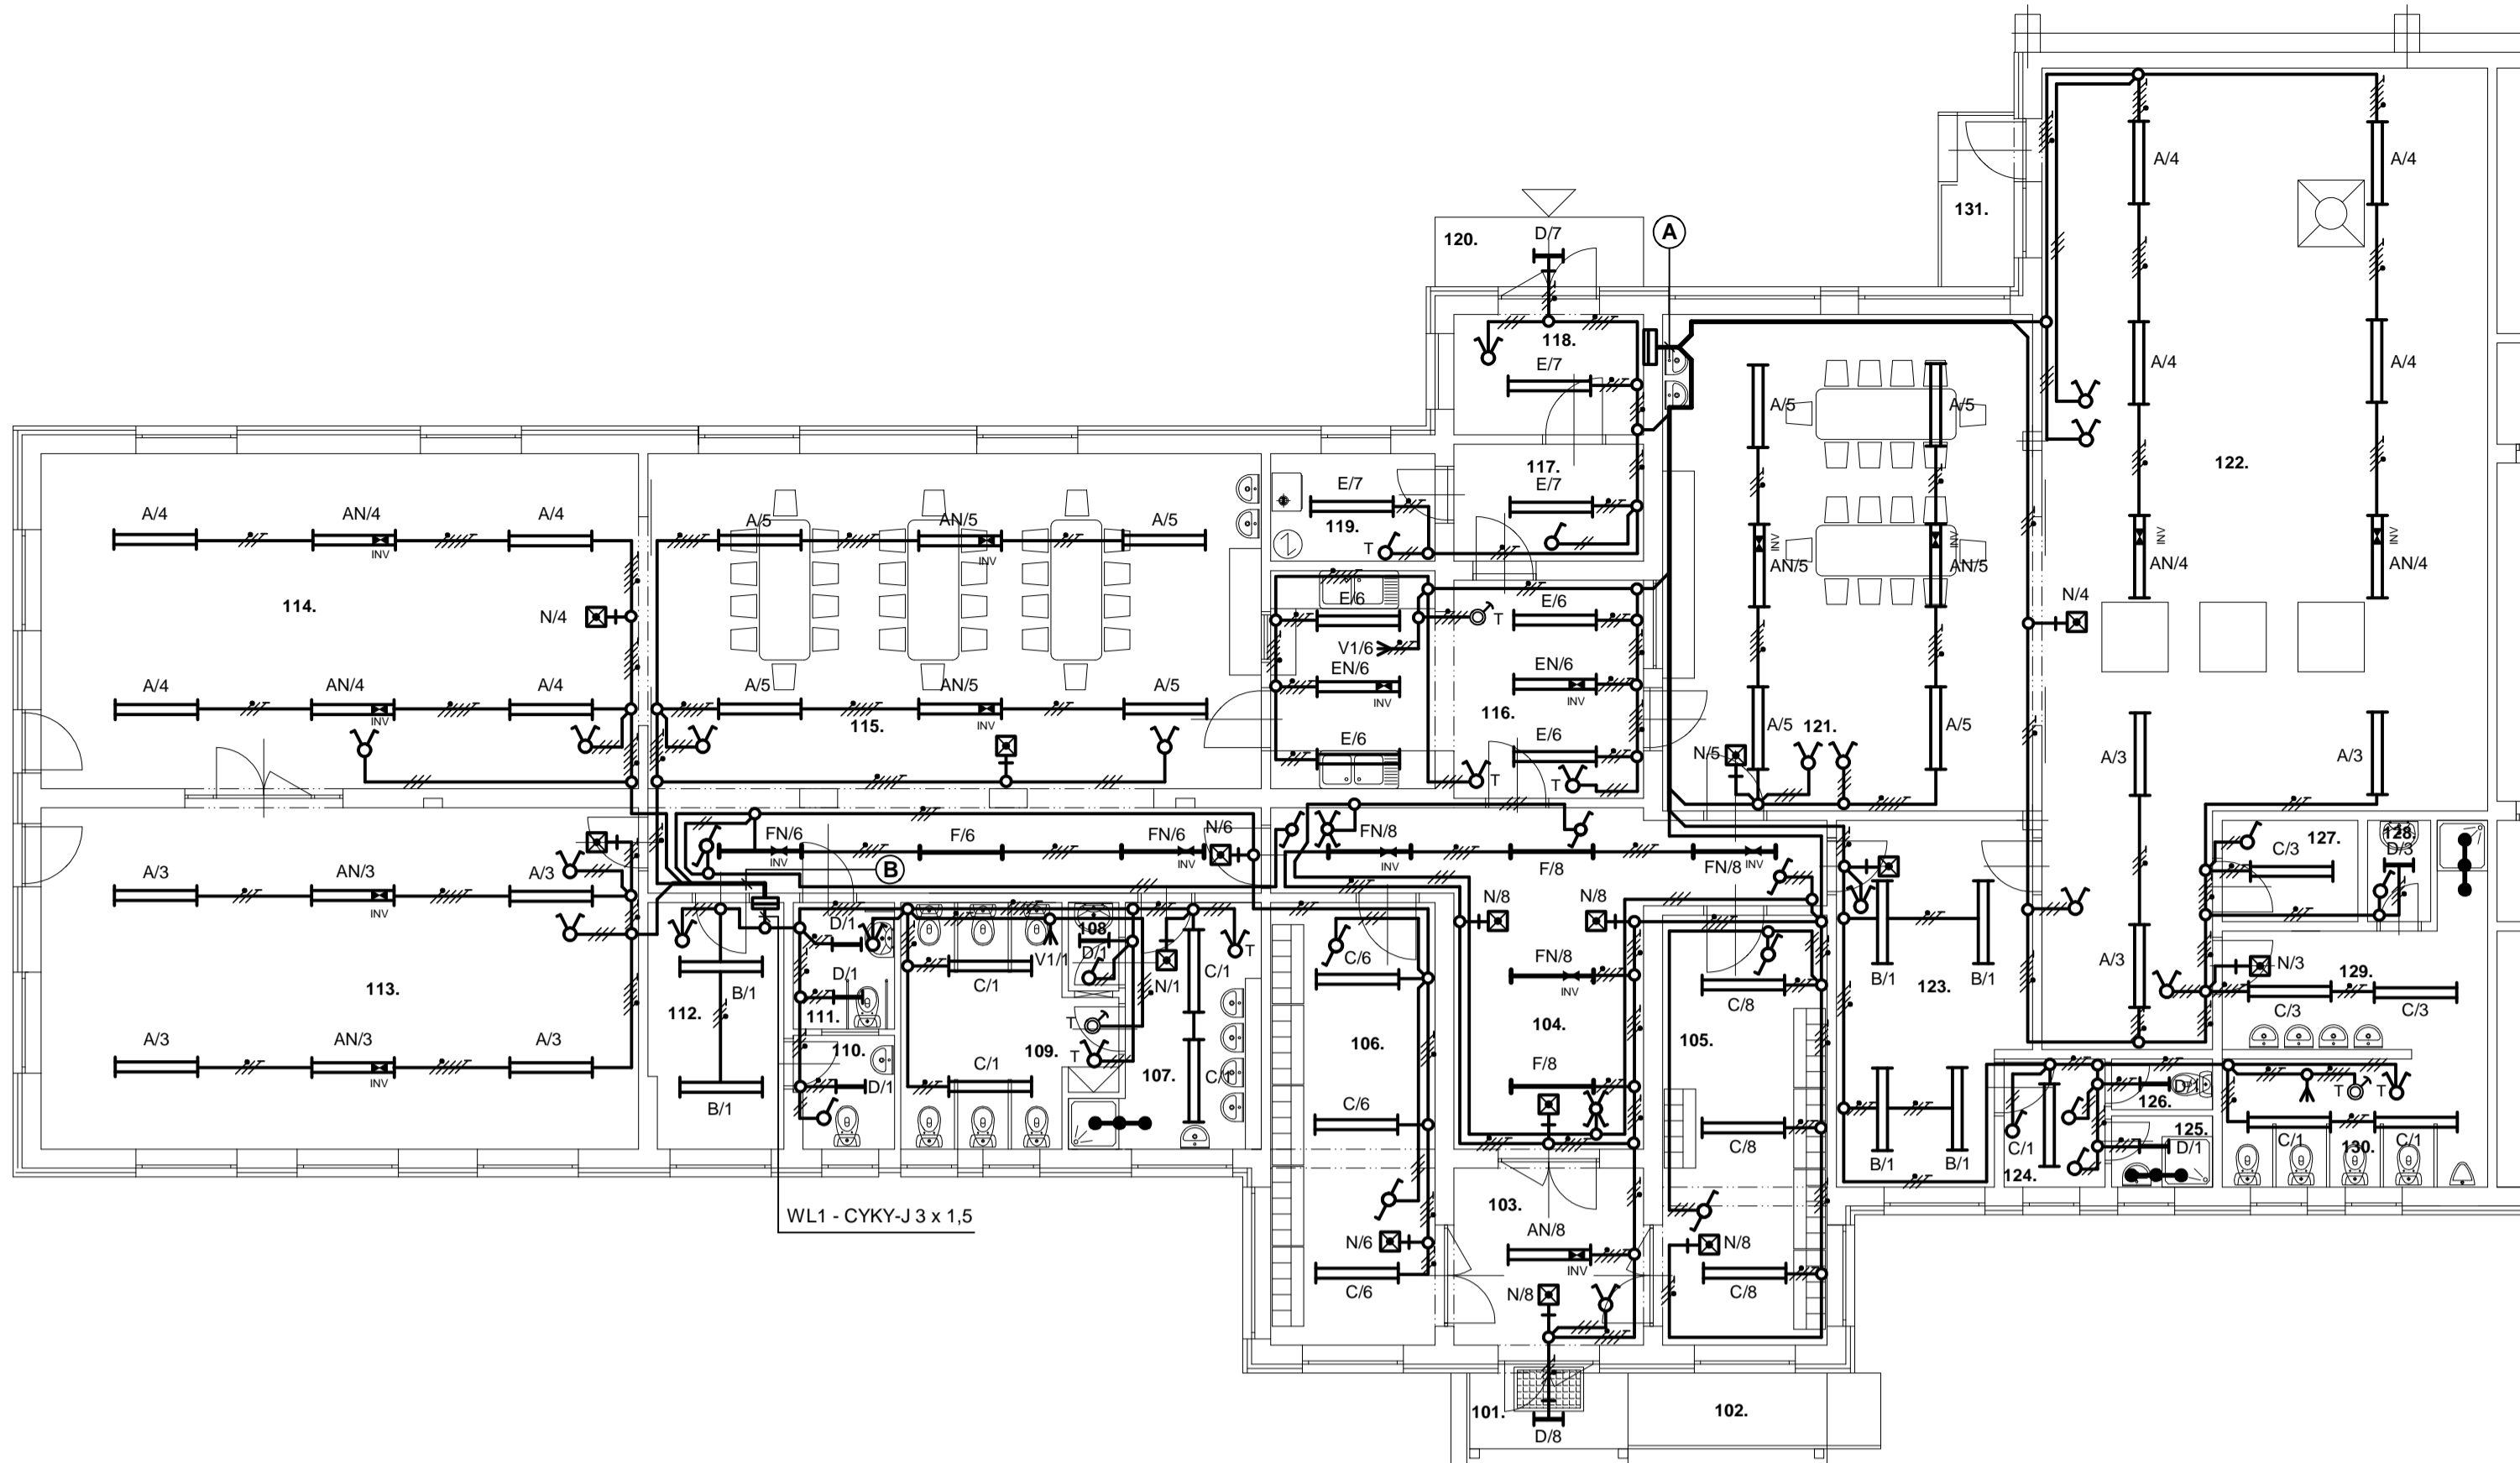 D/7
120.
A
131.
A/4
A/4
118.
E/7
A/4
A/4
A/5
A/5
122.
117.
E/7
E/7
119.
T
A/4
AN/4
A/4
A/5
AN/5
A/5
INV
INV
INV
INV
INV
INV
AN/5
AN/5
AN/4
AN/4
114.
N/4
E/6
E/6
T
N/4
V1/6
EN/6
EN/6
INV
INV
A/4
AN/4
A/4
A/5
AN/5
A/5
INV
INV
115.
116.
E/6
E/6
T
T
N/5
A/5
121.
A/5
A/3
A/3
FN/6
F/6
FN/6
N/6
INV
INV
B
FN/8
F/8
FN/8
INV
INV
127.
128.
C/3
D/3
A/3
AN/3
A/3
INV
N/8
N/8
D/1
108
V1/1
D/1
T
C/6
FN/8
INV
D/1
C/1
N/1
C/1
C/8
B/1
B/1
123.
A/3
N/3
129.
C/3
C/3
113.
B/1
112.
111.
T
T
110.
109.
107.
106.
104.
105.
A/3
AN/3
A/3
INV
D/1
C/1
C/1
F/8
B/1
C/6
C/8
B/1
B/1
C/1
124.
126.
D/1
125.
D/1
T
T
C/1
130.
C/1
WL1 - CYKY-J 3 x 1,5
103.
AN/8
INV
N/6
N/8
C/6
N/8
C/8
101.
102.
D/8